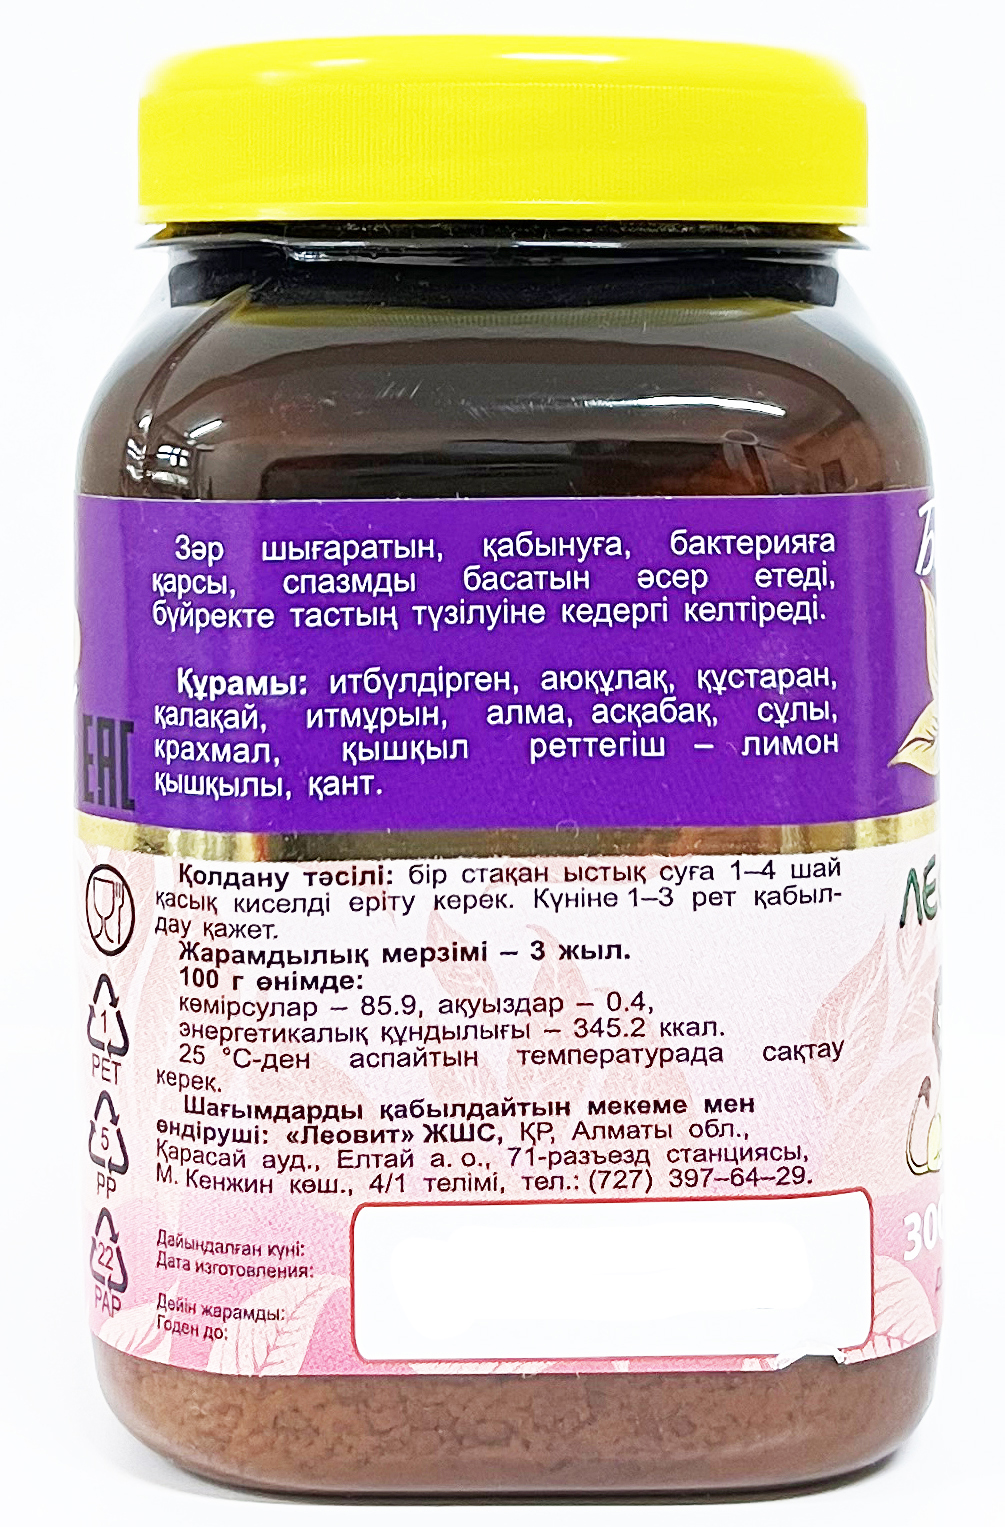 Зәр шығаратын, қабынуға, бактерияға
қарсы, спазмды басатын әсер етеді,
бүйректе тастың түзілуіне кедергі келтіреді.
Құрамы: итбүлдірген, аюқұлақ, құстаран,
қалақай, итмұрын, алма, асқабақ, сұлы,
крахмал, қышқыл реттегіш – лимон
қышқылы, қант.
EAC
Қолдану тәсілі: бір стақан ыстық суға 1–4 шай
қасық киселді еріту керек. Күніне 1–3 рет қабыл-
дау қажет.
Жарамдылық мерзімі – 3 жыл.
100 г өнімде:
көмірсулар – 85.9, ақуыздар – 0.4,
энергетикалық құндылығы – 345.2 ккал.
25 °С-ден аспайтын температурада сақтау
керек.
Шағымдарды қабылдайтын мекеме мен
өндіруші: «Леовит» ЖШС, ҚР, Алматы обл.,
Қарасай ауд., Елтай а. о., 71-разъезд станциясы,
М. Кенжин көш., 4/1 телімі, тел.: (727) 397–64–29.
1
PET
5
PP
22
PAP
Дайындалған күні:
Дата изготовления:
Дейін жарамды:
Годен до:
ЛЕ